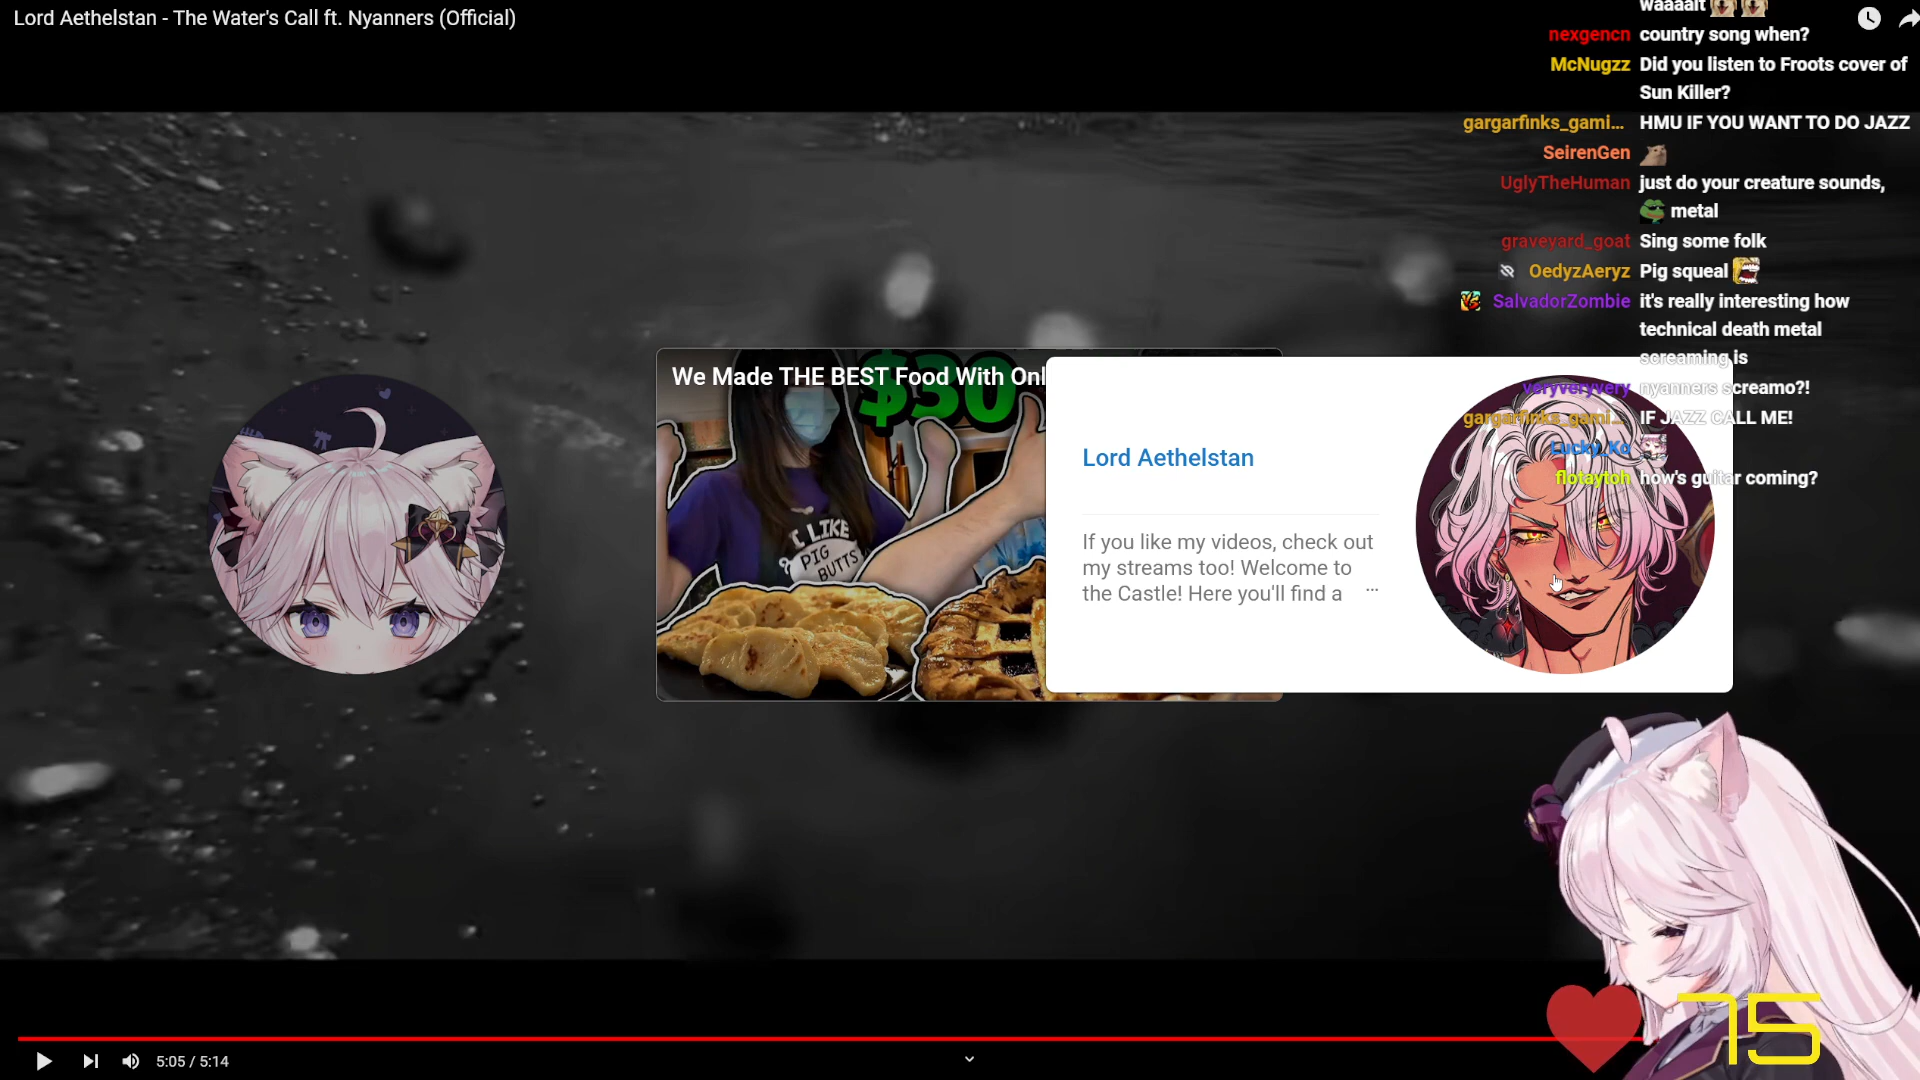 Lord Aethelstan - The Water's Call ft. Nyanners (Official)
waaaait
nexgencn country song when?
McNugzz Did you listen to Froots cover of
Sun Killer?
gargarfinks_gami... HMU IF YOU WANT TO DO JAZZ
SeirenGen
UglyTheHuman just do your creature sounds,
metal
graveyard_goat Sing some folk
OedyzAeryz Pig squeal
SalvadorZombie it's really interesting how
technical death metal
screaming is
veryveryvery nyanners screamo?!
gargarfinks_gami... IF JAZZ CALL ME!
Lucky_Ko
flotaytoh how's guitar coming?
We Made THE BEST Food With Onl
$30
I LIKE
PIG
BUTTS
Lord Aethelstan
If you like my videos, check out
my streams too! Welcome to
the Castle! Here you'll find a ...
75
5:05 / 5:14